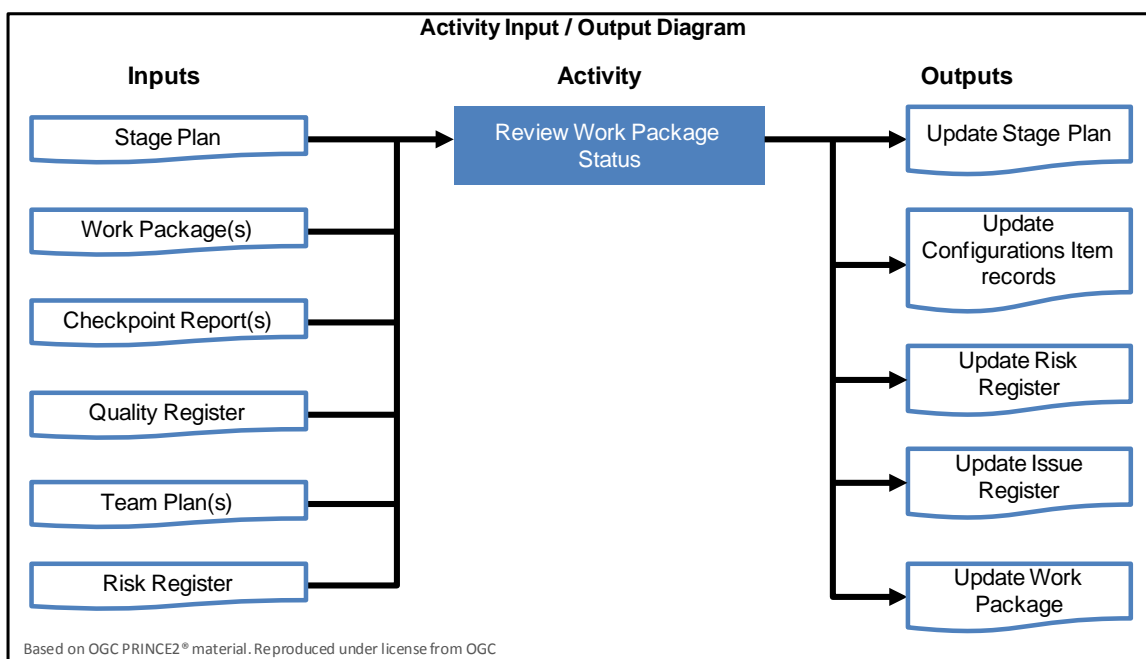 Activity Input / Output Diagram
Inputs
Activity
Outputs
Stage Plan
Work Package(s)
Checkpoint Report(s)
Quality Register
Team Plan(s)
Risk Register
Review Work Package
Status
Update Stage Plan
Update
Configurations Item
records
Update Risk
Register
Update Issue
Register
Update Work
Package
Based on OGC PRINCE2® material. Reproduced under license from OGC